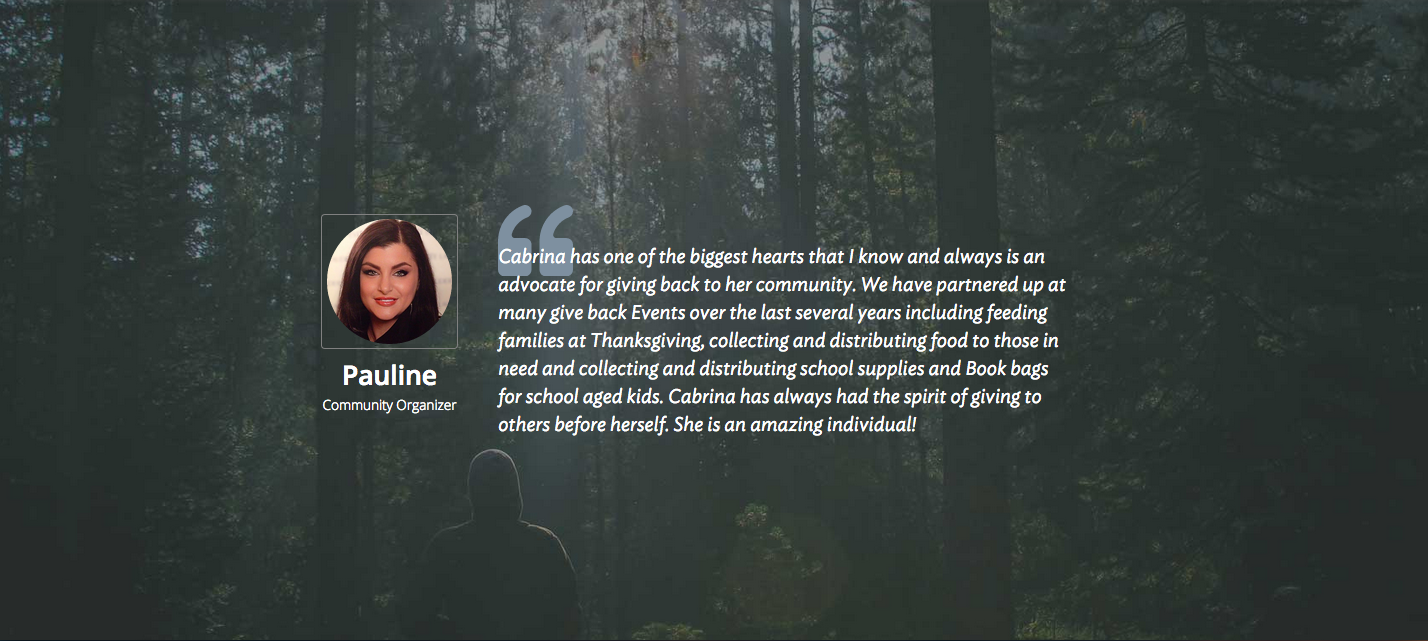 Pauline
Community Organizer
Cabrina has one of the biggest hearts that I know and always is an
advocate for giving back to her community. We have partnered up at
many give back Events over the last several years including feeding
families at Thanksgiving, collecting and distributing food to those in
need and collecting and distributing school supplies and Book bags
for school aged kids. Cabrina has always had the spirit of giving to
others before herself. She is an amazing individual!